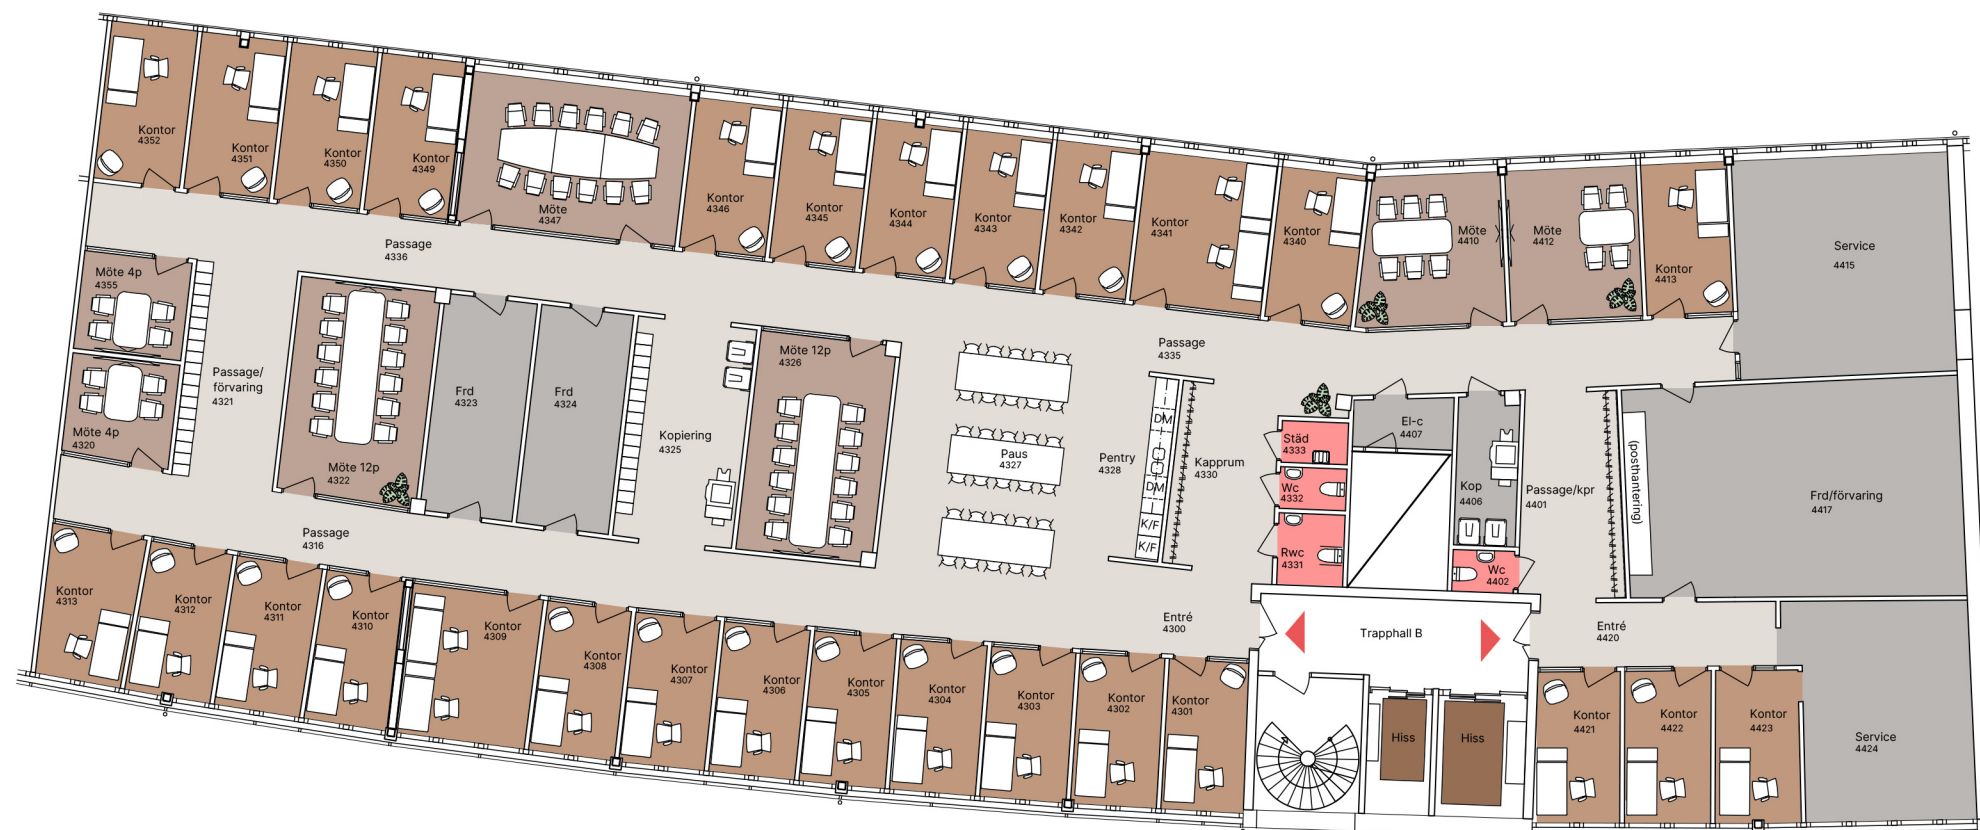 Kontor
4352
Kontor
4351
Kontor
4350
Kontor
4349
Möte
4347
Kontor
4346
Kontor
4345
Kontor
4344
Kontor
4343
Kontor
4342
Kontor
4341
Kontor
4340
Möte
4410
Möte
4412
Kontor
4413
Service
4415
Passage
4336
Möte 4p
4355
Möte 4p
4320
Passage/
förvaring
4321
Möte 12p
4322
Frd
4323
Frd
4324
Kopiering
4325
Möte 12p
4326
Paus
4327
Passage
4335
Pentry
4328
DM
DM
K/F
K/F
Kapprum
4330
Städ
4333
Wc
4332
Rwc
4331
El-c
4407
Kop
4406
Wc
4402
Passage/kpr
4401
(posthantering)
Frd/förvaring
4417
Passage
4316
Entré
4300
Trapphall B
Entré
4420
Kontor
4313
Kontor
4312
Kontor
4311
Kontor
4310
Kontor
4309
Kontor
4308
Kontor
4307
Kontor
4306
Kontor
4305
Kontor
4304
Kontor
4303
Kontor
4302
Kontor
4301
Hiss
Hiss
Kontor
4421
Kontor
4422
Kontor
4423
Service
4424